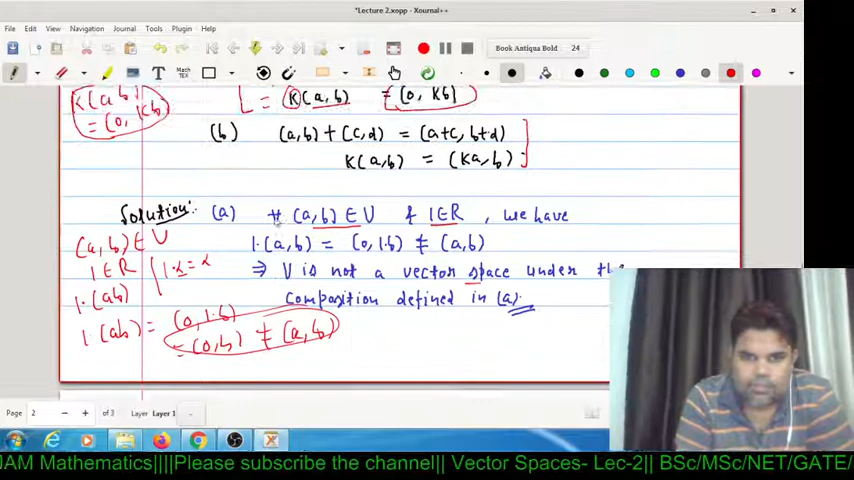 *Lecture 2.xopp - Xournal++
File Edit View Navigation Journal Tools Plugin Help
Book Antiqua Bold 24
K(a b)
= (0, Kb)
= K(a, b) = (0, Kb)
(b) (a,b)+(c,d) = (a+c, b+d)
K(a,b) = (Ka, b)
Solution: (a) ∀ (a,b) ∈ V & 1∈R, we have
1·(a,b) = (0, 1·b) ≠ (a,b)
⇒ V is not a vector space under the
composition defined in (a).
(a,b) ∈ V
1∈R
1·α = α
1·(ab)
1·(ab) = (0, 1·b)
= (0,b) ≠ (a,b)
Page 2 of 3 Layer Layer 1
JAM Mathematics||||Please subscribe the channel|| Vector Spaces- Lec-2|| BSc/MSc/NET/GATE/